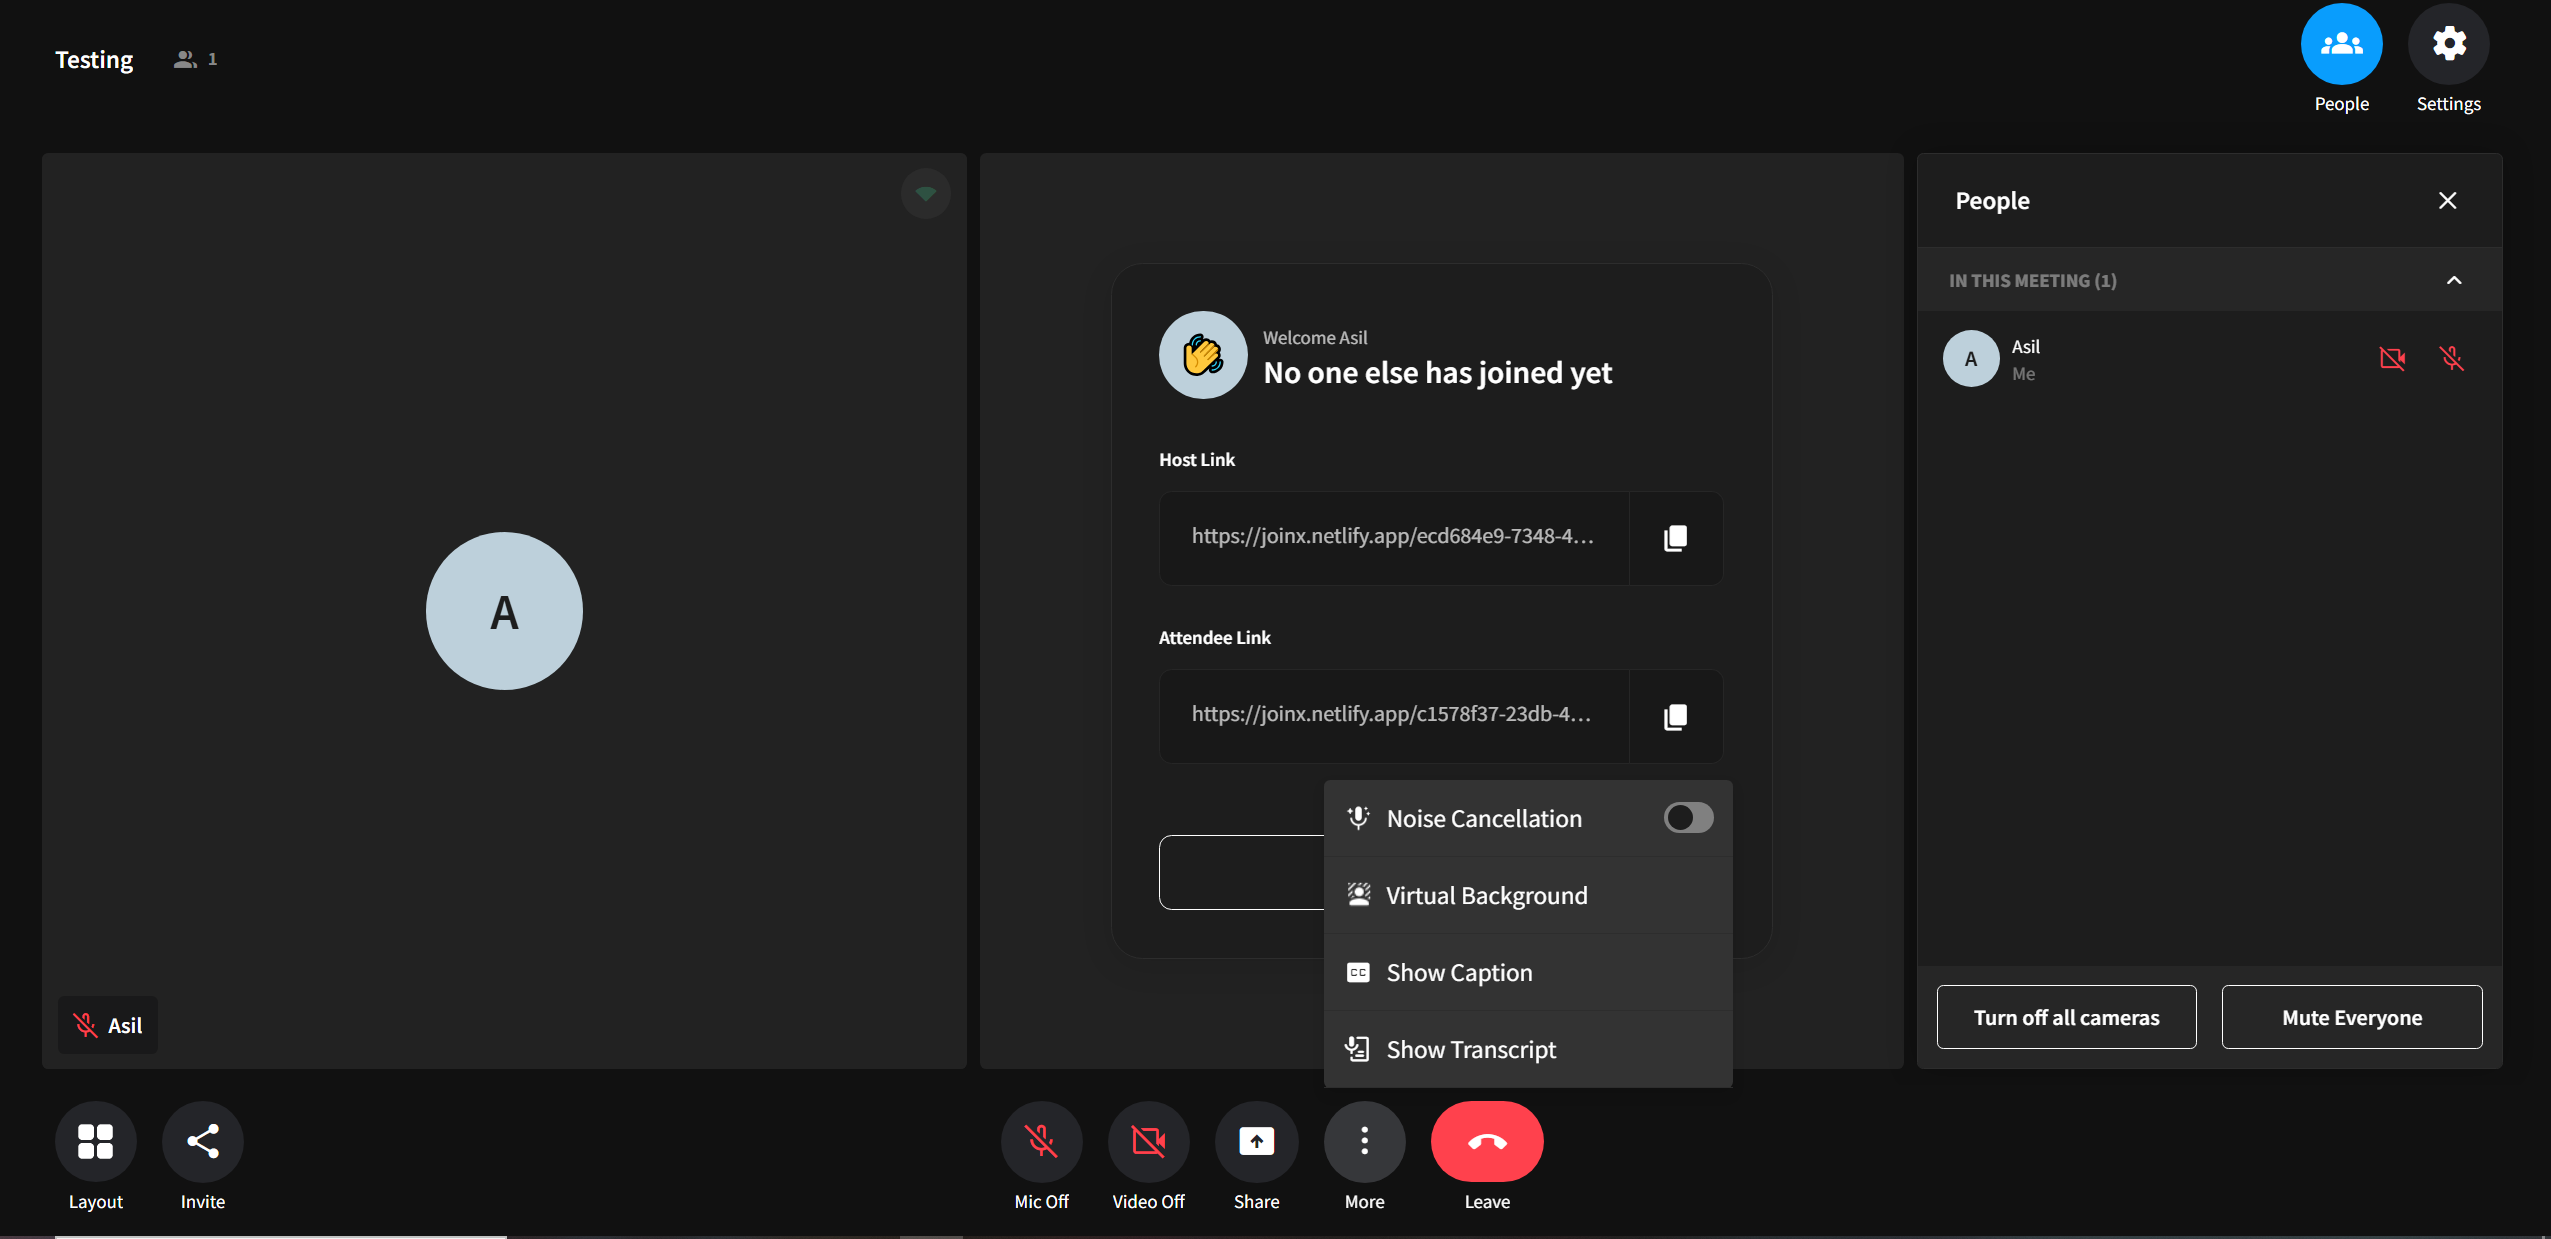 Testing
1
People
Settings
A
Asil
Welcome Asil
No one else has joined yet
Host Link
https://joinx.netlify.app/ecd684e9-7348-4...
Attendee Link
https://joinx.netlify.app/c1578f37-23db-4...
Noise Cancellation
Virtual Background
CC
Show Caption
Show Transcript
People
IN THIS MEETING (1)
A
Asil
Me
Turn off all cameras
Mute Everyone
Layout
Invite
Mic Off
Video Off
Share
More
Leave